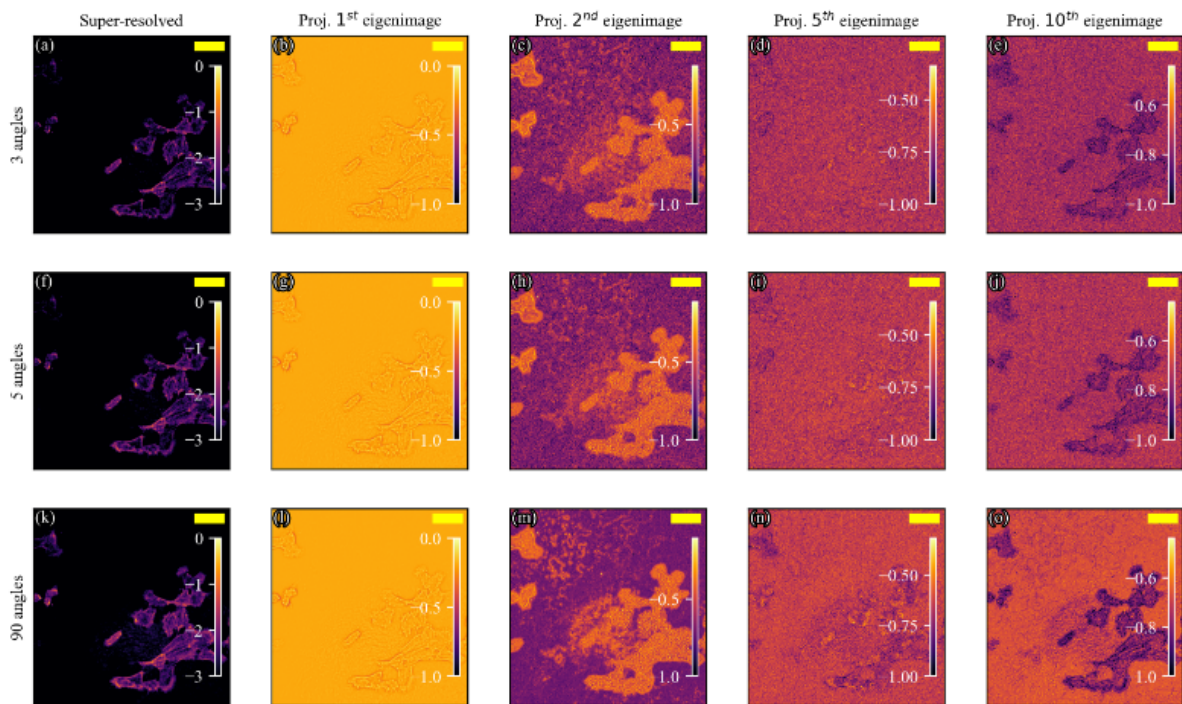 Super-resolved Proj. 1st eigenimage Proj. 2nd eigenimage Proj. 5th eigenimage Proj. 10th eigenimage
3 angles
(a) 0 −1 −2 −3
(b) 0.0 −0.5 −1.0
(c) −0.5 −1.0
(d) −0.50 −0.75 −1.00
(e) 0.6 −0.8 −1.0
5 angles
(f) 0 −1 −2 −3
(g) 0.0 −0.5 −1.0
(h) −0.5 −1.0
(i) −0.50 −0.75 −1.00
(j) −0.6 −0.8 −1.0
90 angles
(k) 0 −1 −2 −3
(l) 0.0 −0.5 1.0
(m) −0.5 1.0
(n) −0.50 −0.75 1.00
(o) −0.6 −0.8 1.0